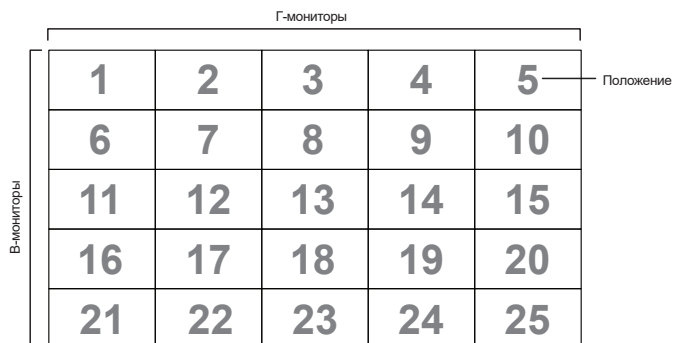 Г-мониторы
1 2 3 4 5
Положение
6 7 8 9 10
11 12 13 14 15
В-мониторы
16 17 18 19 20
21 22 23 24 25